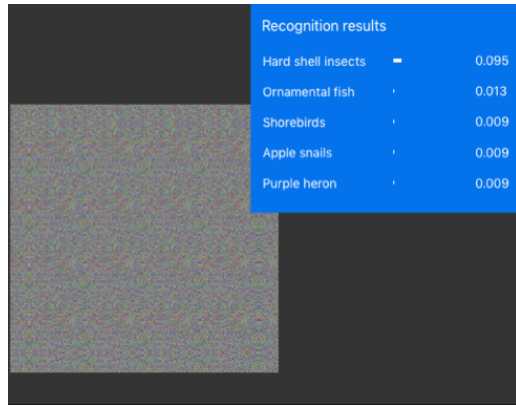 Recognition results
Hard shell insects 0.095
Ornamental fish 0.013
Shorebirds 0.009
Apple snails 0.009
Purple heron 0.009